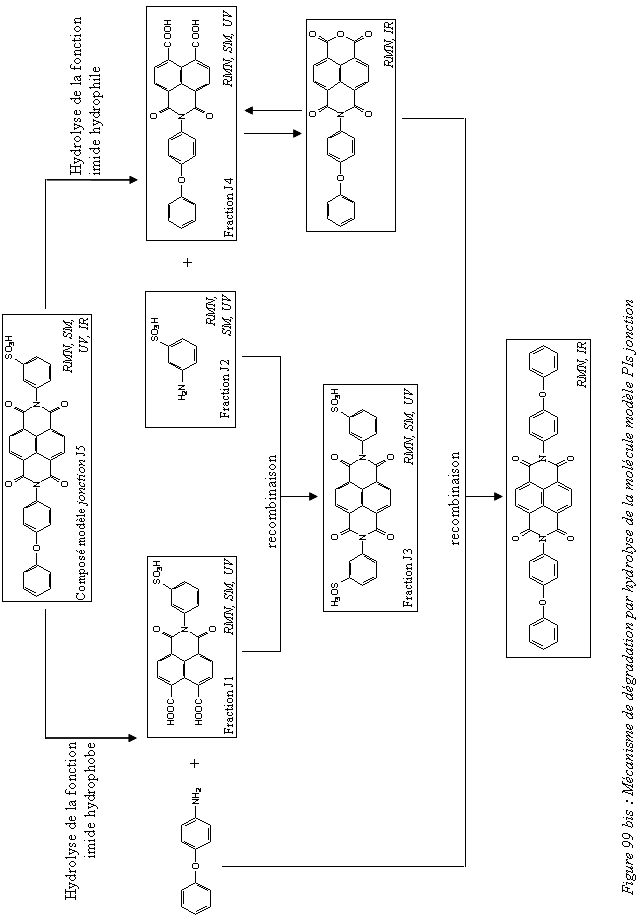 Composé modèle jonction J5
RMN, SM,
UV, IR
SO3H
O
O
O
O
N
N
O
Hydrolyse de la fonction
imide hydrophobe
Hydrolyse de la fonction
imide hydrophile
O
NH2
+
HOOC
HOOC
O
O
N
SO3H
Fraction J1
RMN, SM, UV
H2N
SO3H
Fraction J2
RMN,
SM, UV
+
O
N
O
O
COOH
COOH
Fraction J4
RMN, SM, UV
recombinaison
H3OS
N
O
O
O
O
N
SO3H
Fraction J3
RMN, SM, UV
O
N
O
O
O
O
O
RMN, IR
recombinaison
O
N
O
O
O
O
N
O
RMN, IR
Figure 99 bis : Mécanisme de dégradation par hydrolyse de la molécule modèle PIs jonction